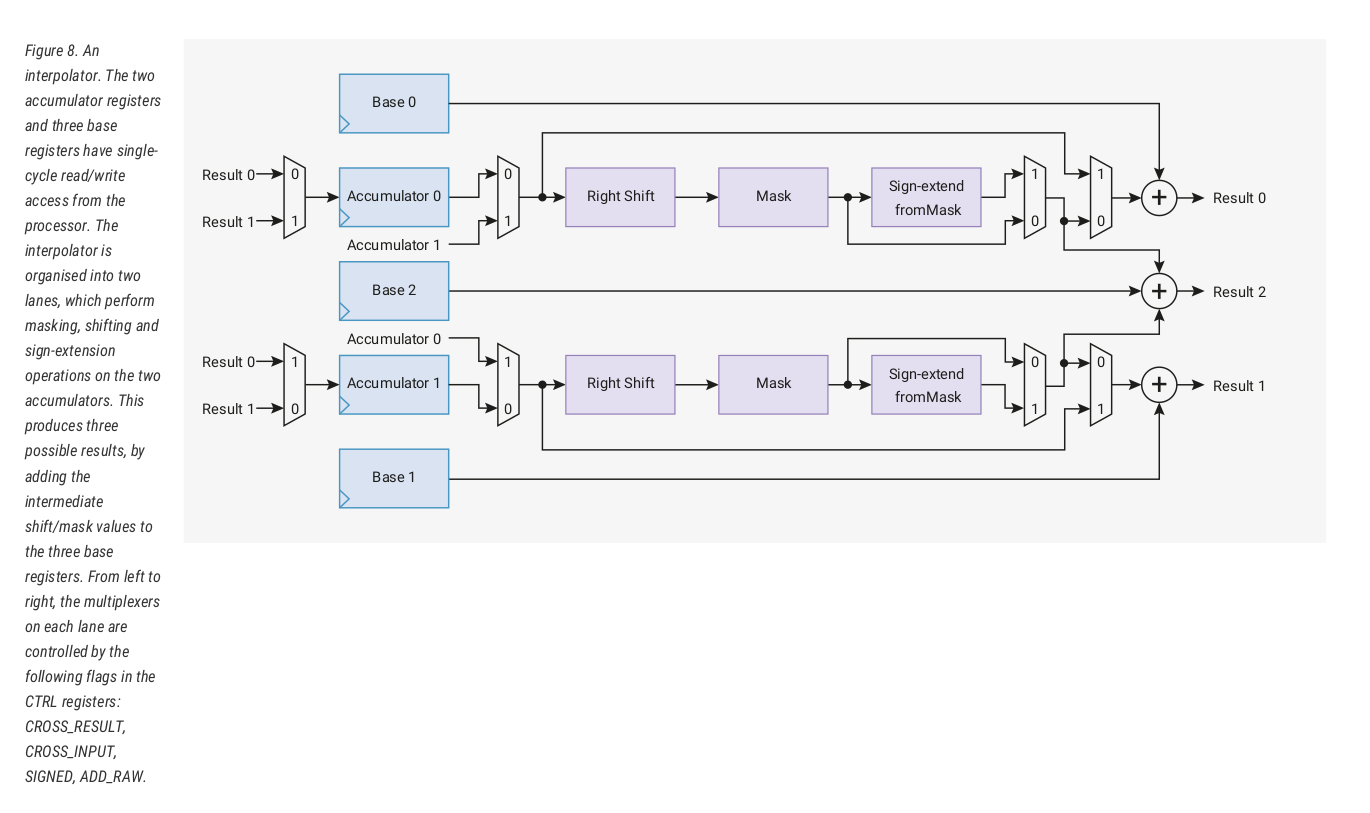 Figure 8. An
interpolator. The two
accumulator registers
and three base
registers have single-
cycle read/write
access from the
processor. The
interpolator is
organised into two
lanes, which perform
masking, shifting and
sign-extension
operations on the two
accumulators. This
produces three
possible results, by
adding the
intermediate
shift/mask values to
the three base
registers. From left to
right, the multiplexers
on each lane are
controlled by the
following flags in the
CTRL registers:
CROSS_RESULT,
CROSS_INPUT,
SIGNED, ADD_RAW.
Base 0
Result 0
0
Result 1
1
Accumulator 0
Accumulator 1
0
1
Right Shift
Mask
Sign-extend
fromMask
1
0
1
0
+
Result 0
Base 2
+
Result 2
Accumulator 0
Result 0
1
Result 1
0
Accumulator 1
1
0
Right Shift
Mask
Sign-extend
fromMask
0
1
0
1
+
Result 1
Base 1